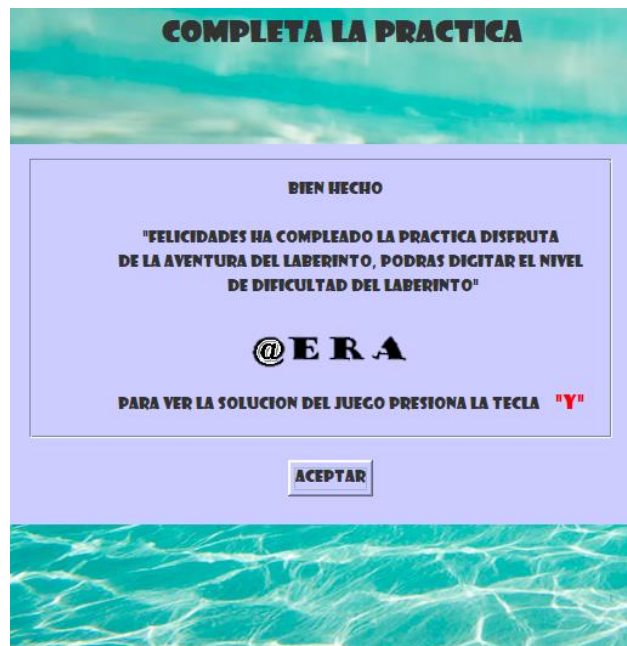 COMPLETA LA PRACTICA
BIEN HECHO
"FELICIDADES HA COMPLEADO LA PRACTICA DISFRUTA
DE LA AVENTURA DEL LABERINTO, PODRAS DIGITAR EL NIVEL
DE DIFICULTAD DEL LABERINTO"
@ERA
PARA VER LA SOLUCION DEL JUEGO PRESIONA LA TECLA "Y"
ACEPTAR